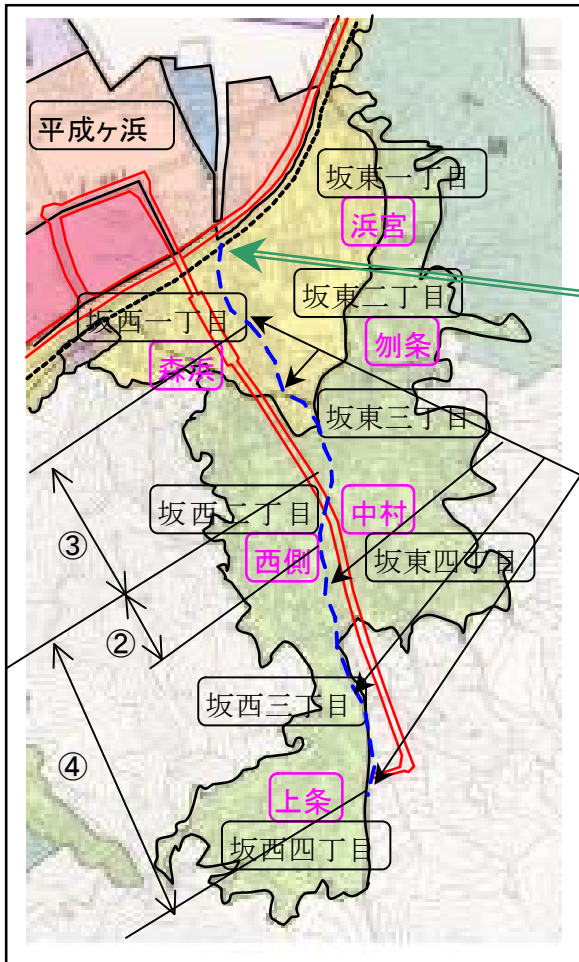 平成ヶ浜
坂東一丁目
浜宮
坂東二丁目
坂西一丁目
刎条
森浜
坂東三丁目
坂西二丁目
中村
③
西側
坂東四丁目
②
坂西三丁目
④
上条
坂西四丁目